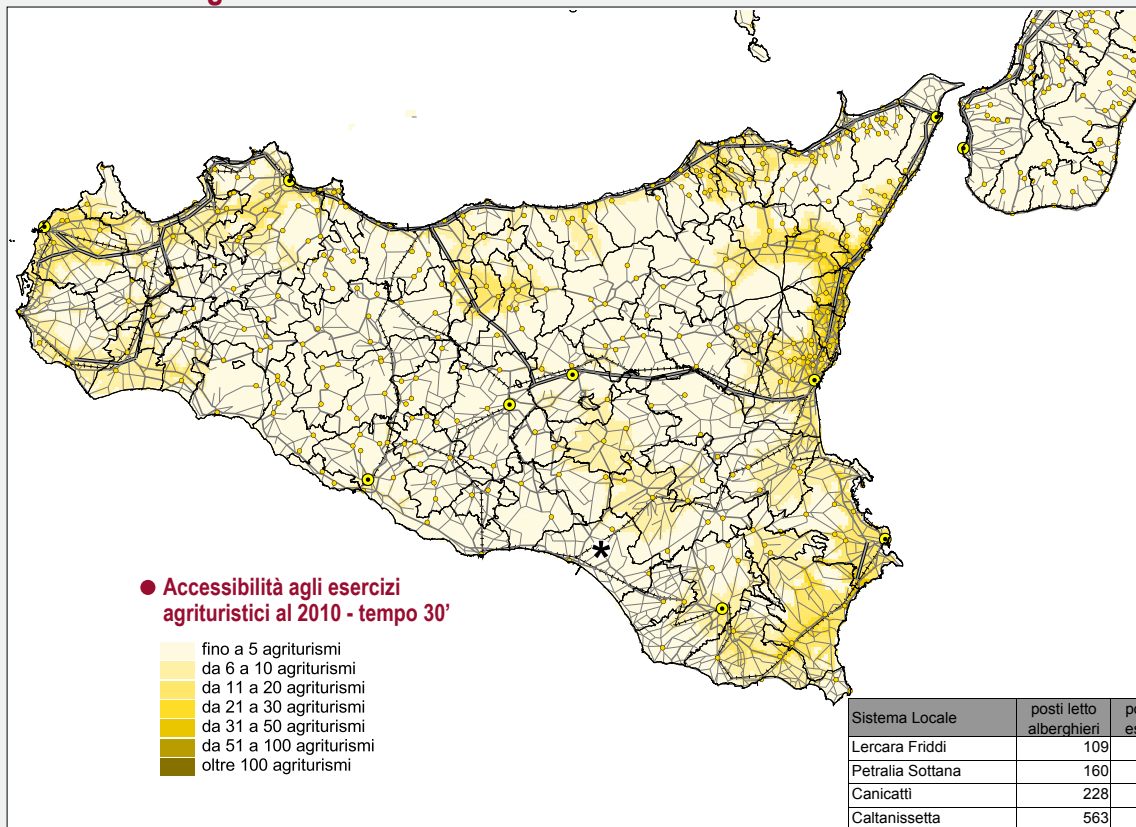 ● Accessibilità agli esercizi
agrituristici al 2010 - tempo 30'
fino a 5 agriturismi
da 6 a 10 agriturismi
da 11 a 20 agriturismi
da 21 a 30 agriturismi
da 31 a 50 agriturismi
da 51 a 100 agriturismi
oltre 100 agriturismi
*
Sistema Locale posti letto
alberghieri
Lercara Friddi 109
Petralia Sottana 160
Canicattì 228
Caltanissetta 563